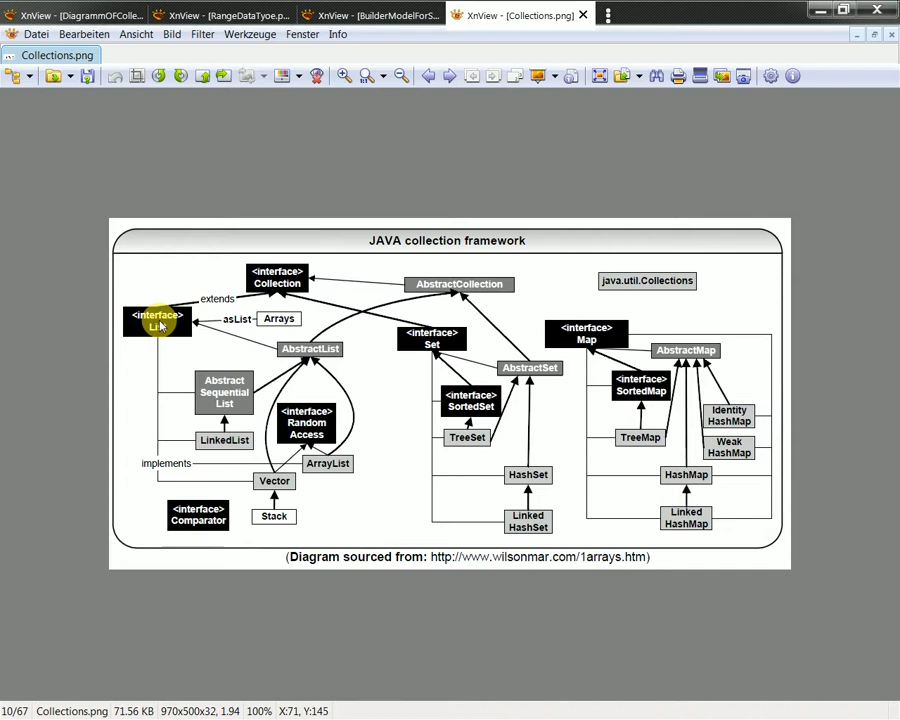 XnView - [DiagrammOFColle...
XnView - [RangeDataTyoe.p...
XnView - [BuilderModelForS...
XnView - [Collections.png]
Datei Bearbeiten Ansicht Bild Filter Werkzeuge Fenster Info
Collections.png
JAVA collection framework
<interface>
Collection
AbstractCollection
java.util.Collections
extends
<interface>
asList
Arrays
<interface>
Set
<interface>
Map
AbstractList
AbstractMap
AbstractSet
Abstract
Sequential
List
<interface>
SortedSet
<interface>
SortedMap
<interface>
Random
Access
Identity
HashMap
LinkedList
TreeSet
TreeMap
Weak
HashMap
implements
ArrayList
Vector
HashSet
HashMap
<interface>
Comparator
Stack
Linked
HashSet
Linked
HashMap
(Diagram sourced from: http://www.wilsonmar.com/1arrays.htm)
10/67 Collections.png 71.56 KB 970x500x32, 1.94 100% X:71, Y:145